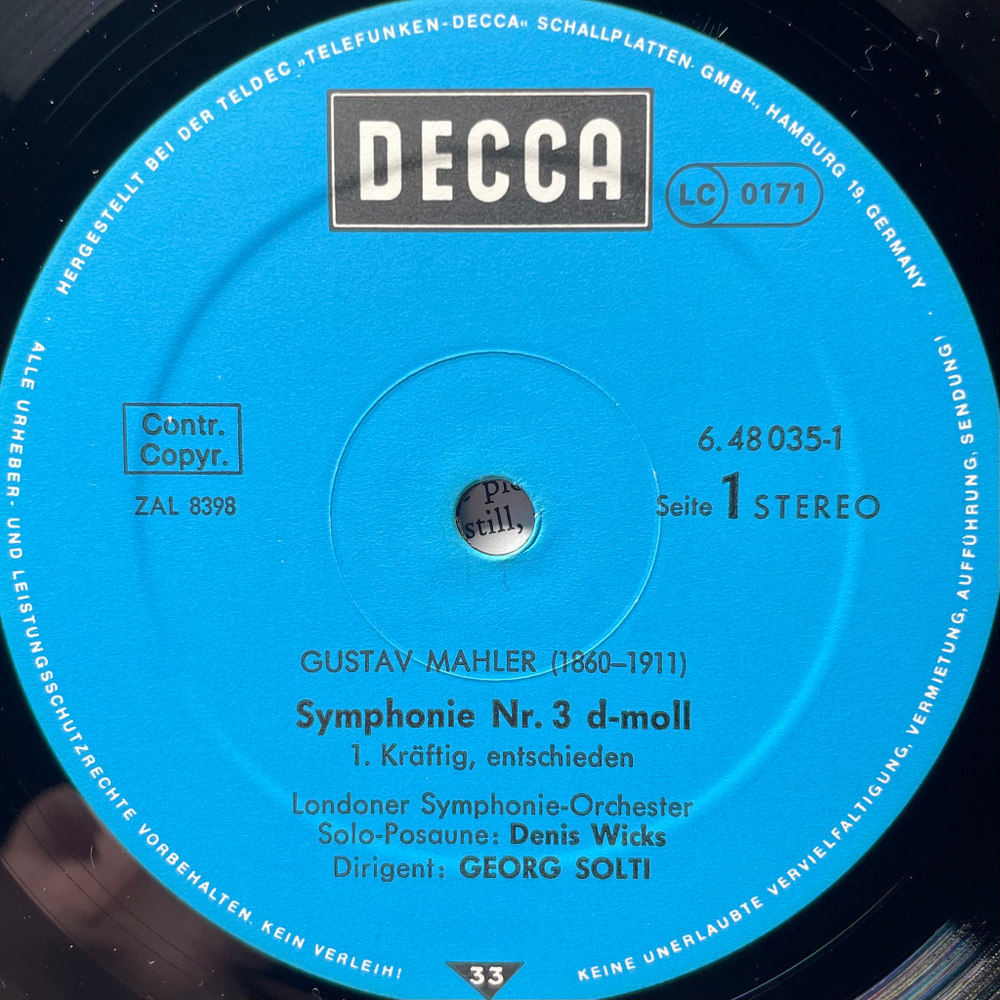 HERGESTELLT BEI DER TELDEC »TELEFUNKEN-DECCA« SCHALLPLATTEN GMBH., HAMBURG 19, GERMANY
DECCA
LC 0171
Contr.
Copyr.
ZAL 8398
6.48 035-1
Seite 1 STEREO
still,
GUSTAV MAHLER (1860–1911)
Symphonie Nr. 3 d-moll
1. Kräftig, entschieden
Londoner Symphonie-Orchester
Solo-Posaune: Denis Wicks
Dirigent: GEORG SOLTI
ALLE URHEBER- UND LEISTUNGSSCHUTZRECHTE VORBEHALTEN. KEIN VERLEIH!
KEINE UNERLAUBTE VERVIELFÄLTIGUNG, VERMIETUNG, AUFFÜHRUNG, SENDUNG!
33